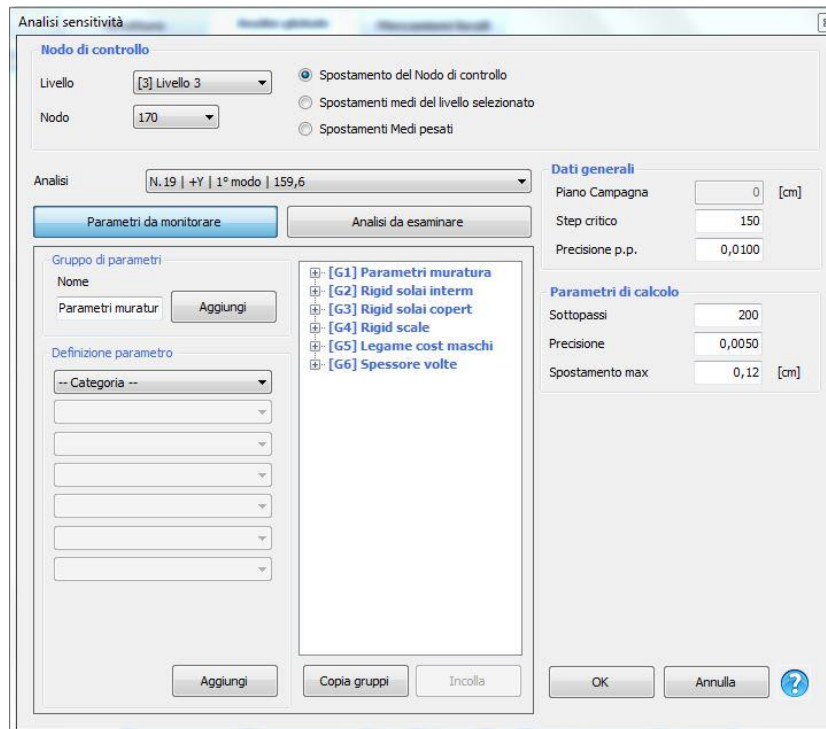 Analisi sensitività
Nodo di controllo
Livello
[3] Livello 3
Nodo
170
Spostamento del Nodo di controllo
Spostamenti medi del livello selezionato
Spostamenti Medi pesati
Analisi
N.19 | +Y | 1° modo | 159,6
Parametri da monitorare
Analisi da esaminare
Gruppo di parametri
Nome
Parametri muratur
Aggiungi
Definizione parametro
-- Categoria --
Aggiungi
[G1] Parametri muratura
[G2] Rigid solai interm
[G3] Rigid solai copert
[G4] Rigid scale
[G5] Legame cost maschi
[G6] Spessore volte
Copia gruppi
Incolla
Dati generali
Piano Campagna
0
[cm]
Step critico
150
Precisione p.p.
0,0100
Parametri di calcolo
Sottopassi
200
Precisione
0,0050
Spostamento max
0,12
[cm]
OK
Annulla
?